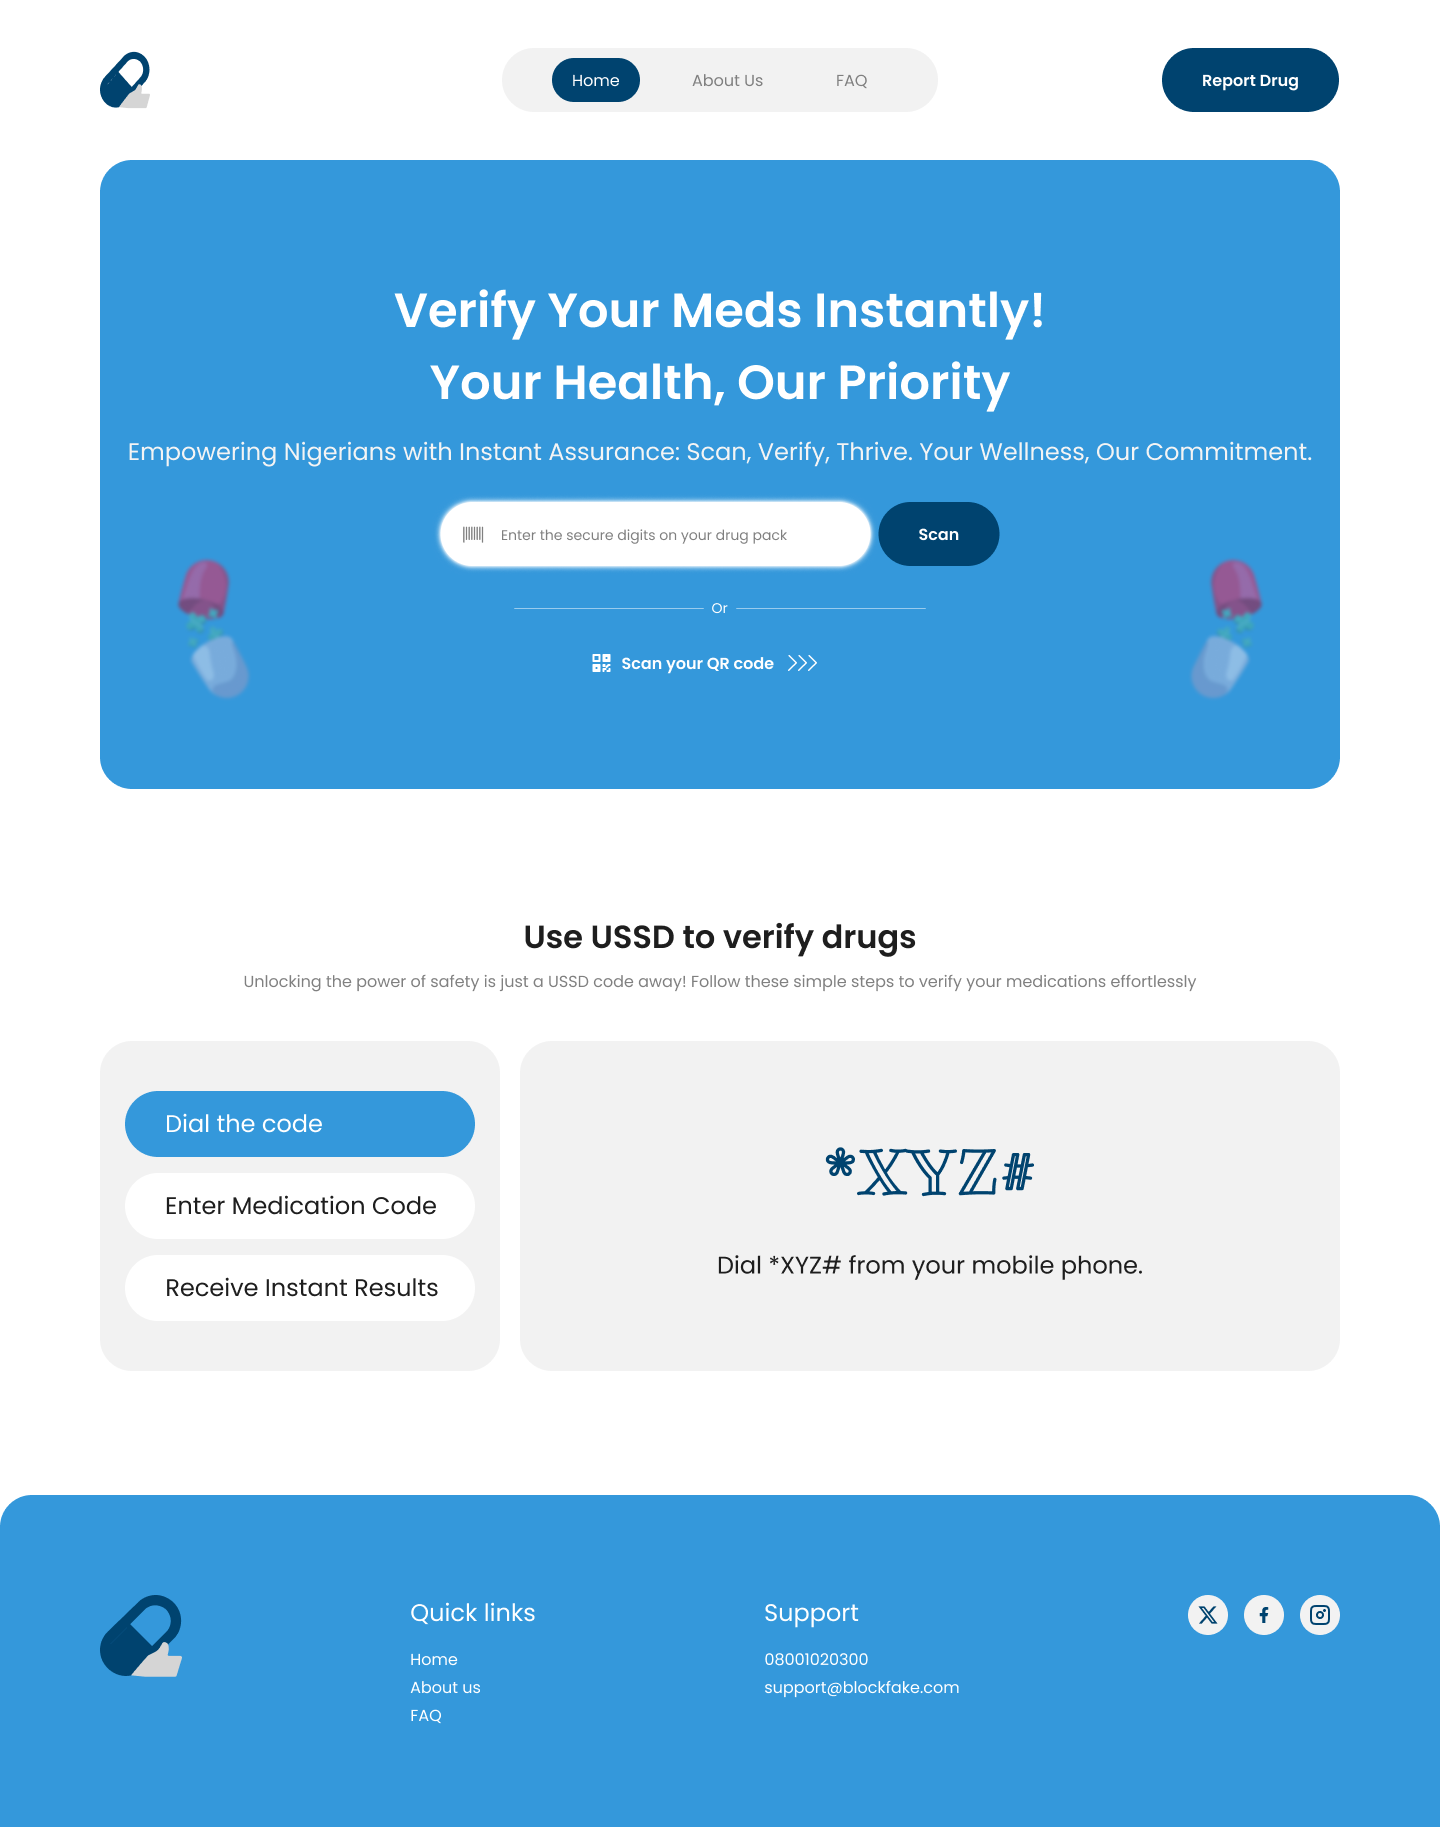 Home
About Us
FAQ
Report Drug
Verify Your Meds Instantly!
Your Health, Our Priority
Empowering Nigerians with Instant Assurance: Scan, Verify, Thrive. Your Wellness, Our Commitment.
Enter the secure digits on your drug pack
Scan
Or
Scan your QR code
Use USSD to verify drugs
Unlocking the power of safety is just a USSD code away! Follow these simple steps to verify your medications effortlessly
Dial the code
Enter Medication Code
Receive Instant Results
*XYZ#
Dial *XYZ# from your mobile phone.
Quick links
Home
About us
FAQ
Support
08001020300
support@blockfake.com